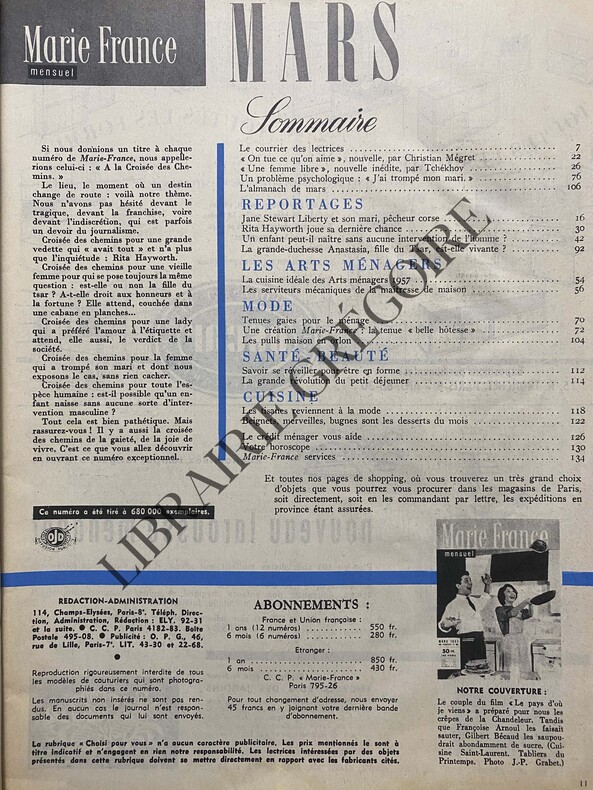 Marie France
mensuel
MARS
Sommaire
Si nous donnions un titre à chaque
numéro de Marie-France, nous appelle-
rions celui-ci : « A la Croisée des Che-
mins. »
Le lieu, le moment où un destin
change de route : voilà notre thème.
Nous n'avons pas hésité devant le
tragique, devant la franchise, voire
devant l'indiscrétion, qui est parfois
un devoir du journalisme.
Croisée des chemins pour une grande
vedette qui « avait tout » et n'a plus
que l'inquiétude : Rita Hayworth.
Croisée des chemins pour une vieille
femme pour qui se pose toujours la même
question : est-elle ou non la fille du
tsar ? A-t-elle droit aux honneurs et à
la fortune ? Elle attend, couchée dans
une cabane en planches...
Croisée des chemins pour une lady
qui a préféré l'amour à l'étiquette et
attend, elle aussi, le verdict de la
société.
Croisée des chemins pour la femme
qui a trompé son mari et dont nous
exposons le cas, sans rien cacher.
Croisée des chemins pour toute l'es-
pèce humaine : est-il possible qu'un en-
fant naisse sans aucune sorte d'inter-
vention masculine ?
Tout cela est bien pathétique. Mais
rassurez-vous ! Il y a aussi la croisée
des chemins de la gaieté, de la joie de
vivre. C'est ce que vous allez découvrir
en ouvrant ce numéro exceptionnel.
Ce numéro a été tiré à 680 000 exemplaires.
OJD
Le courrier des lectrices 7
« On tue ce qu'on aime », nouvelle, par Christian Mégret 22
« Une femme libre », nouvelle inédite, par Tchékhov 26
Un problème psychologique : « J'ai trompé mon mari. » 76
L'almanach de mars 106
REPORTAGES
Jane Stewart Liberty et son mari, pêcheur corse 16
Rita Hayworth joue sa dernière chance 30
Un enfant peut-il naître sans aucune intervention de l'homme ? 42
La grande-duchesse Anastasia, fille du Tsar, est-elle vivante ? 92
LES ARTS MÉNAGERS
La cuisine idéale des Arts ménagers 1957 54
Les serviteurs mécaniques de la maîtresse de maison 56
MODE
Tenues gaies pour le ménage 70
Une création Marie-France : la tenue « belle hôtesse » 72
Les pulls maison en orlon 104
SANTÉ-BEAUTÉ
Savoir se réveiller pour être en forme 112
La grande révolution du petit déjeuner 114
CUISINE
Les tisanes reviennent à la mode 118
Beignets, merveilles, bugnes sont les desserts du mois 122
Le crédit ménager vous aide 126
Votre horoscope 130
Marie-France services 134
Et toutes nos pages de shopping, où vous trouverez un très grand choix
d'objets que vous pourrez vous procurer dans les magasins de Paris,
soit directement, soit en les commandant par lettre, les expéditions en
province étant assurées.
LIBRAIRIE GRÉGOIRE
REDACTION-ADMINISTRATION
114, Champs-Elysées, Paris-8e. Téléph. Direc-
tion, Administration, Rédaction : ELY. 92-31
et la suite. ● C. C. P. Paris 4182-83. Boîte
Postale 495-08. ● Publicité : O. P. G., 46,
rue de Lille, Paris-7e. LIT. 43-30 et 22-68.
Reproduction rigoureusement interdite de tous
les modèles de couturiers qui sont photogra-
phiés dans ce numéro.
Les manuscrits non insérés ne sont pas ren-
dus. En aucun cas le journal n'est respon-
sable des documents qui lui sont envoyés.
ABONNEMENTS :
France et Union française :
1 ans (12 numéros) 550 fr.
6 mois (6 numéros) 280 fr.
Etranger :
1 an 850 fr.
6 mois 430 fr.
C. C. P. « Marie-France »
Paris 795-26
Pour tout changement d'adresse, nous envoyer
45 francs en y joignant votre dernière bande
d'abonnement.
La rubrique « Choisi pour vous » n'a aucun caractère publicitaire. Les prix mentionnés le sont à
titre indicatif et n'engagent en rien notre responsabilité. Les lectrices intéressées par des objets
présentés dans cette rubrique doivent se mettre directement en rapport avec les fabricants cités.
Marie France
mensuel
NOTRE COUVERTURE :
Le couple du film « Le pays d'où
je viens » a préparé pour nous les
crêpes de la Chandeleur. Tandis
que Françoise Arnoul les faisait
sauter, Gilbert Bécaud les saupou-
drait abondamment de sucre. (Cui-
sine Saint-Laurent. Tabliers du
Printemps. Photo J.-P. Grabet.)
11